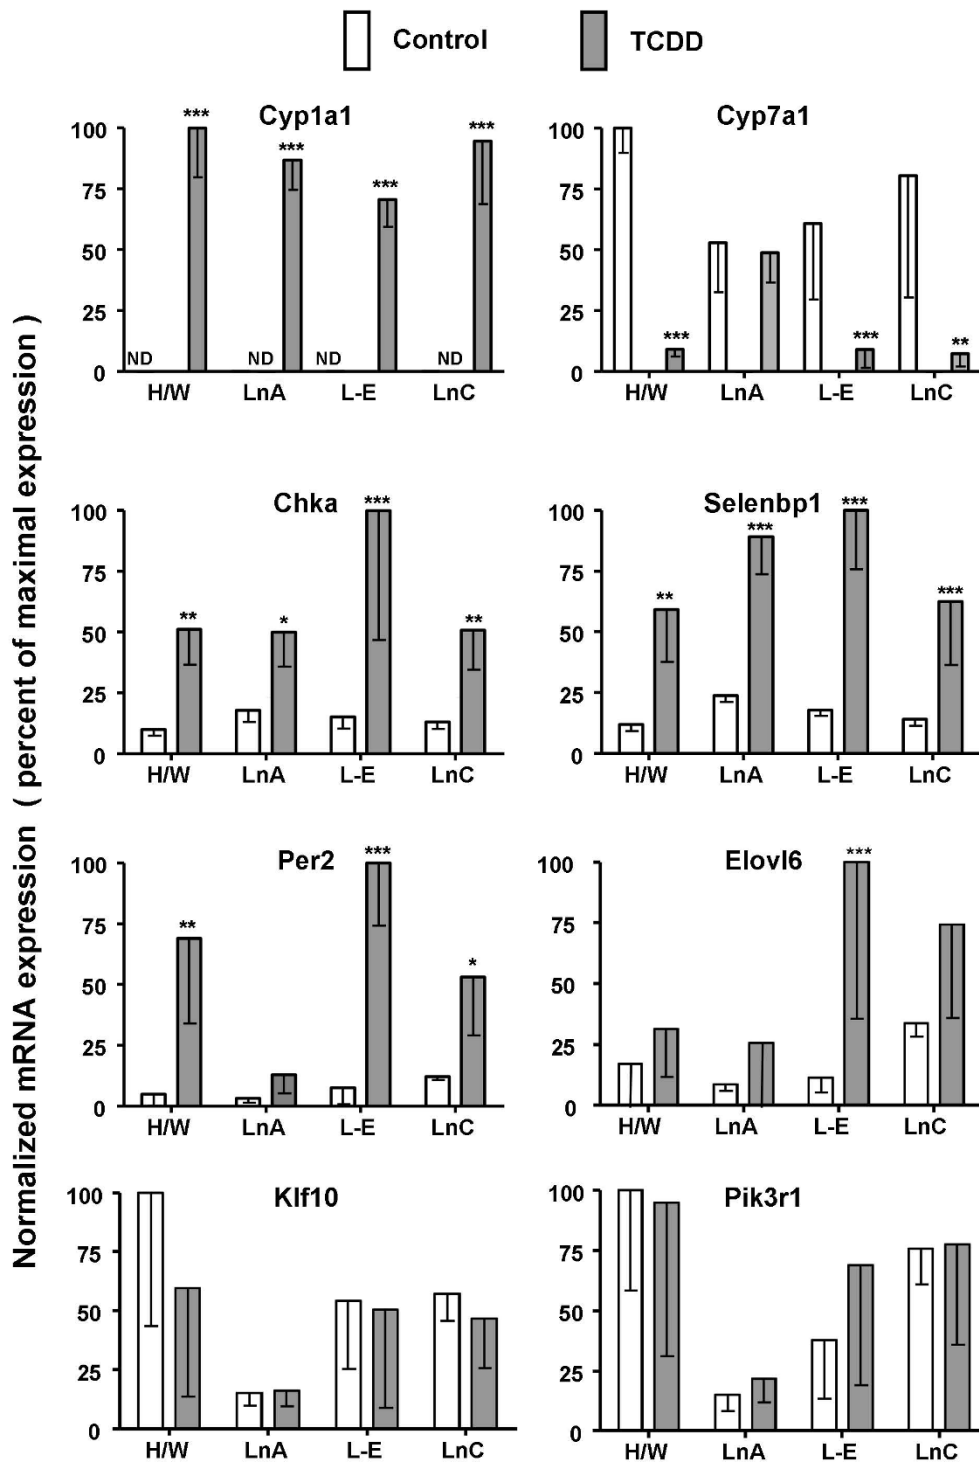 Control TCDD
Normalized mRNA expression ( percent of maximal expression )
Cyp1a1
100
75
50
25
0
*** *** *** ***
ND ND ND ND
H/W LnA L-E LnC
Cyp7a1
100
75
50
25
0
*** *** **
H/W LnA L-E LnC
Chka
100
75
50
25
0
** * *** **
H/W LnA L-E LnC
Selenbp1
100
75
50
25
0
** *** *** ***
H/W LnA L-E LnC
Per2
100
75
50
25
0
** *** *
H/W LnA L-E LnC
Elovl6
100
75
50
25
0
***
H/W LnA L-E LnC
Klf10
100
75
50
25
0
H/W LnA L-E LnC
Pik3r1
100
75
50
25
0
H/W LnA L-E LnC